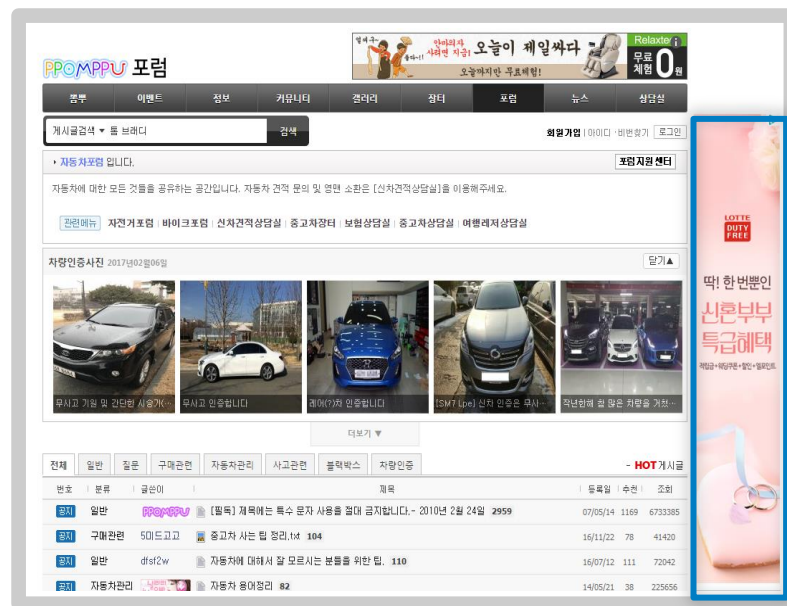 PPOMPPU 포럼
오늘이 제일싸다
오늘까지만 무료체험!
Relaxter
무료
체험 0원
뽐뿌 이벤트 정보 커뮤니티 갤러리 장터 포럼 뉴스 상담실
게시글검색 ▼ 톰 브래디 검색
회원가입 | 아이디 · 비번찾기 로그인
자동차포럼 입니다. 포럼지원센터
자동차에 대한 모든 것들을 공유하는 공간입니다. 자동차 견적 문의 및 영맨 소환은 [신차견적상담실]을 이용해주세요.
관련메뉴 자전거포럼 | 바이크포럼 | 신차견적상담실 | 중고차장터 | 보험상담실 | 중고차상담실 | 여행레저상담실
차량인증사진 2017년02월06일 닫기▲
무사고 기원 및 간단한 시승기(…
무사고 인증합니다
레어(?)차 인증합니다
[SM7 Lpe] 신차 인증은 무사…
작년한해 참 많은 차량을 거쳤…
더보기 ▼
전체 일반 질문 구매관련 자동차관리 사고관련 블랙박스 차량인증 - HOT게시글
번호 분류 글쓴이 제목 등록일 추천 조회
공지 일반 PPOMPPU [필독] 제목에는 특수 문자 사용을 절대 금지합니다.- 2010년 2월 24일 2959 07/05/14 1169 6733385
공지 구매관련 50미드고고 중고차 사는 팁 정리.txt 104 16/11/22 78 41420
공지 일반 dfsf2w 자동차에 대해서 잘 모르시는 분들을 위한 팁. 110 16/07/12 111 72042
공지 자동차관리 자동차 용어정리 82 14/05/21 38 225656
LOTTE
DUTY
FREE
딱! 한 번뿐인
신혼부부
특급혜택